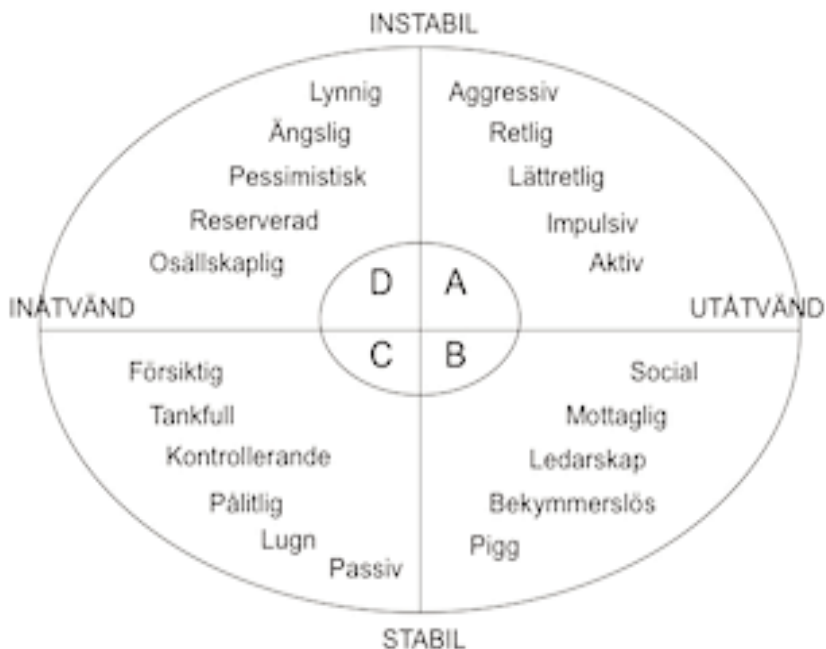 INSTABIL
Lynnig
Aggressiv
Ängslig
Retlig
Pessimistisk
Lättretlig
Reserverad
Impulsiv
Osällskaplig
Aktiv
D
A
INÅTVÄND
UTÅTVÄND
C
B
Försiktig
Social
Tankfull
Mottaglig
Kontrollerande
Ledarskap
Pålitlig
Bekymmerslös
Lugn
Pigg
Passiv
STABIL